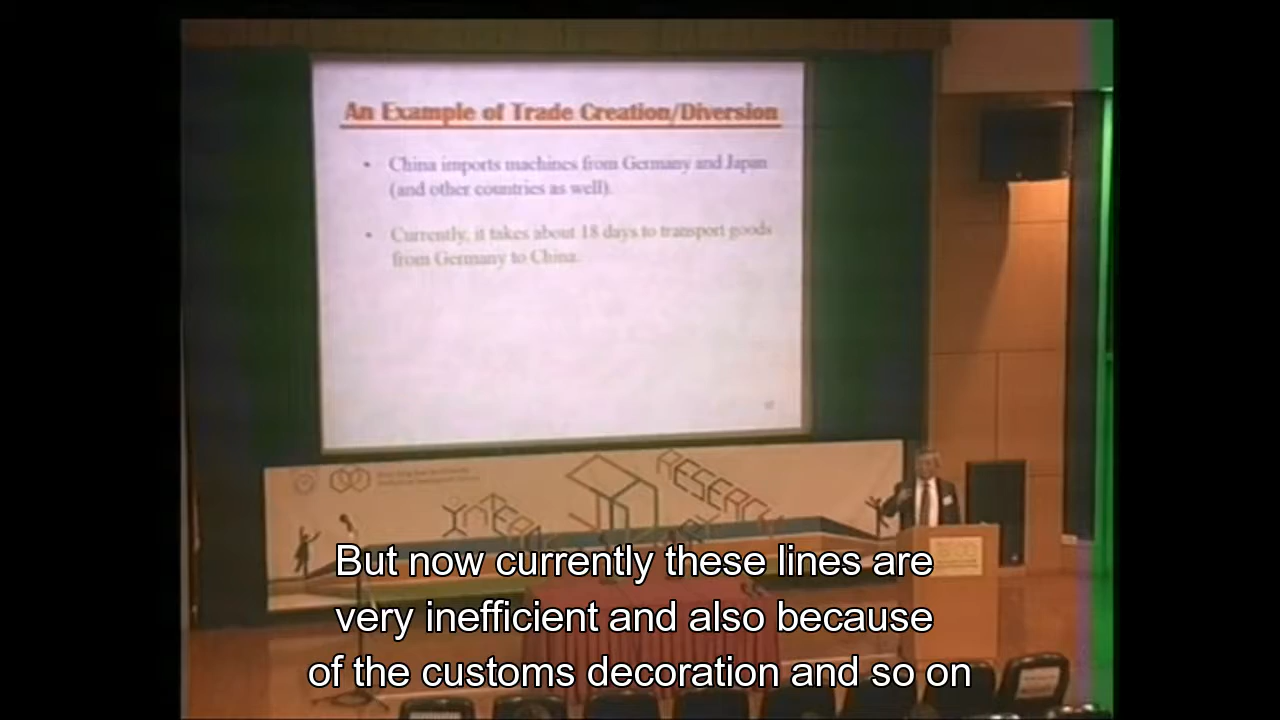 An Example of Trade Creation/Diversion
• China imports machines from Germany and Japan
(and other countries as well).
• Currently, it takes about 18 days to transport goods
from Germany to China.
RESEARCH
But now currently these lines are
very inefficient and also because
of the customs decoration and so on